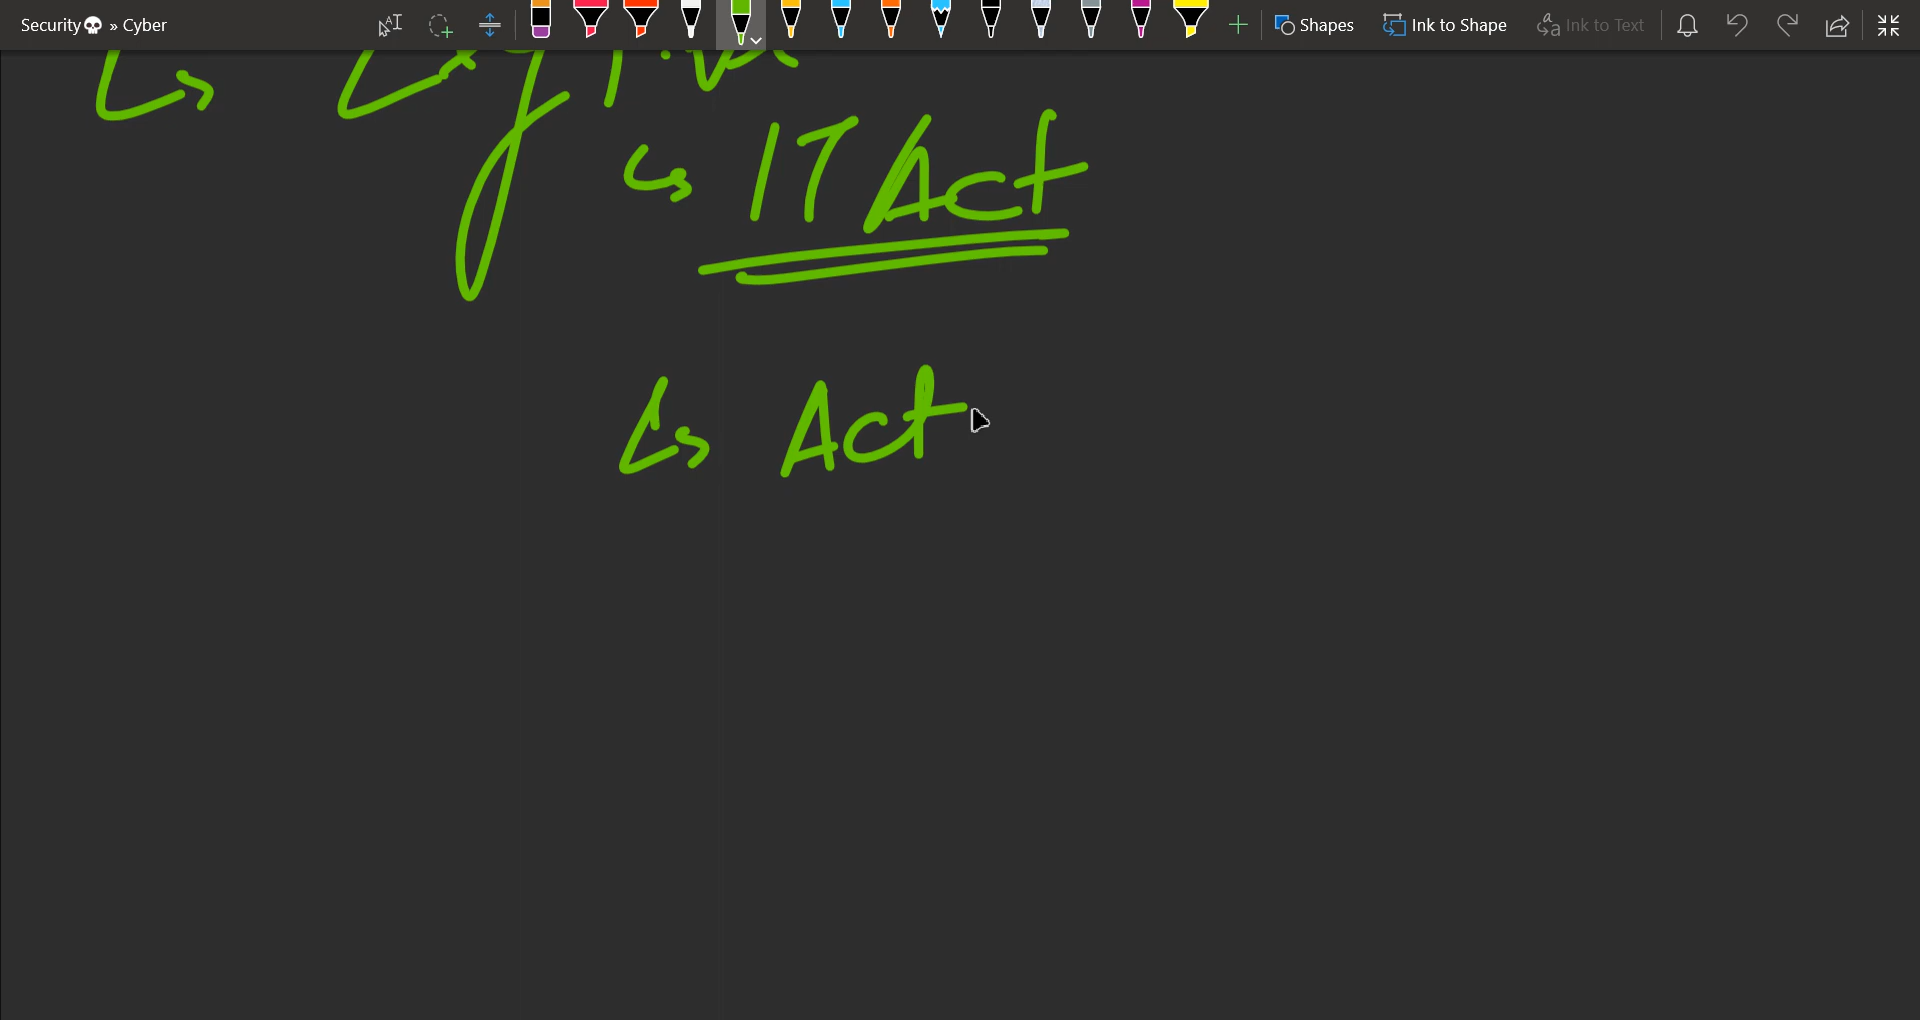 Security💀 » Cyber Shapes Ink to Shape Ink to Text
IT Act
Act